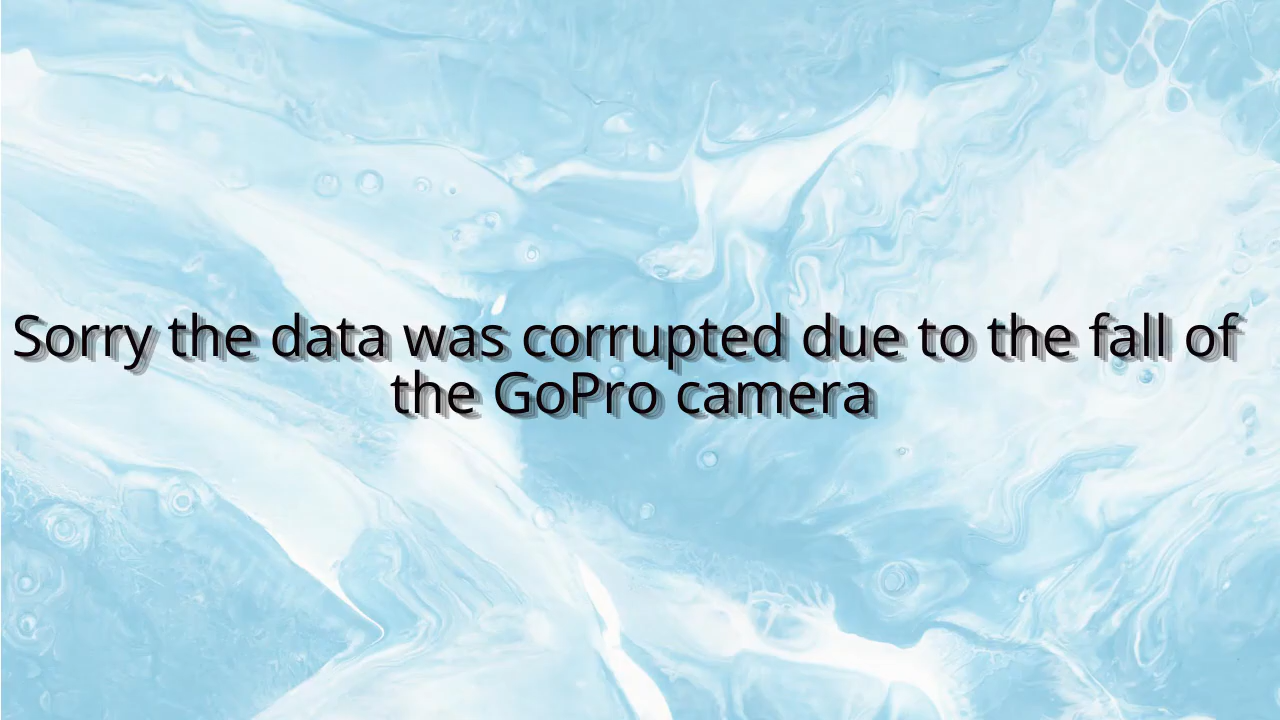 Sorry the data was corrupted due to the fall of
the GoPro camera